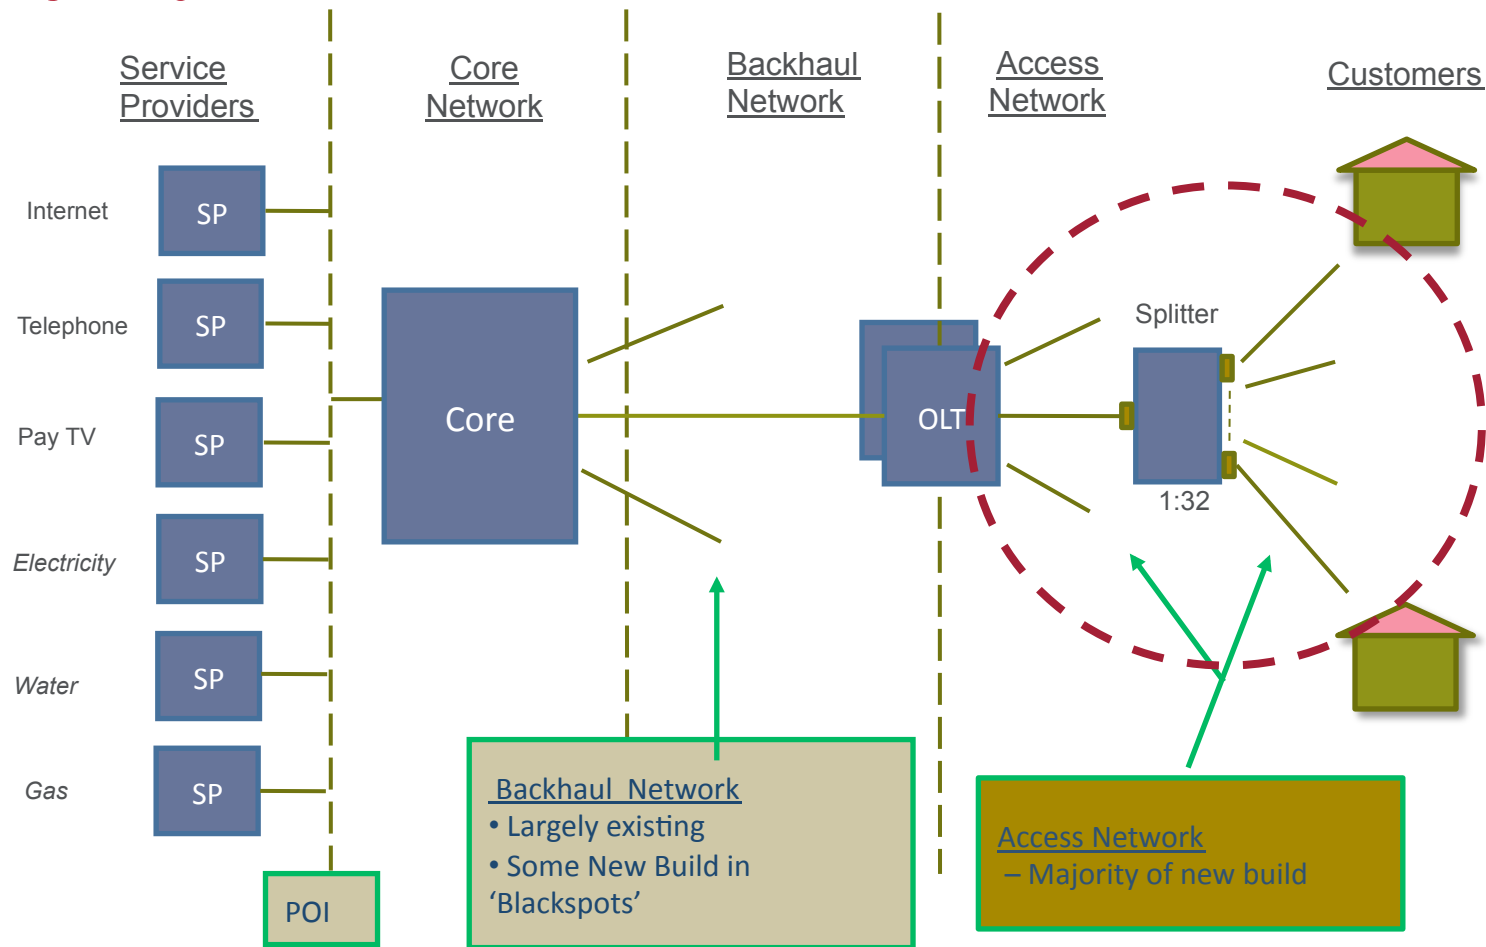 Service
Providers
Core
Network
Backhaul
Network
Access
Network
Customers
Internet
SP
Telephone
SP
Pay TV
SP
Electricity
SP
Water
SP
Gas
SP
Core
OLT
Splitter
1:32
POI
Backhaul Network
• Largely existing
• Some New Build in
‘Blackspots’
Access Network
– Majority of new build